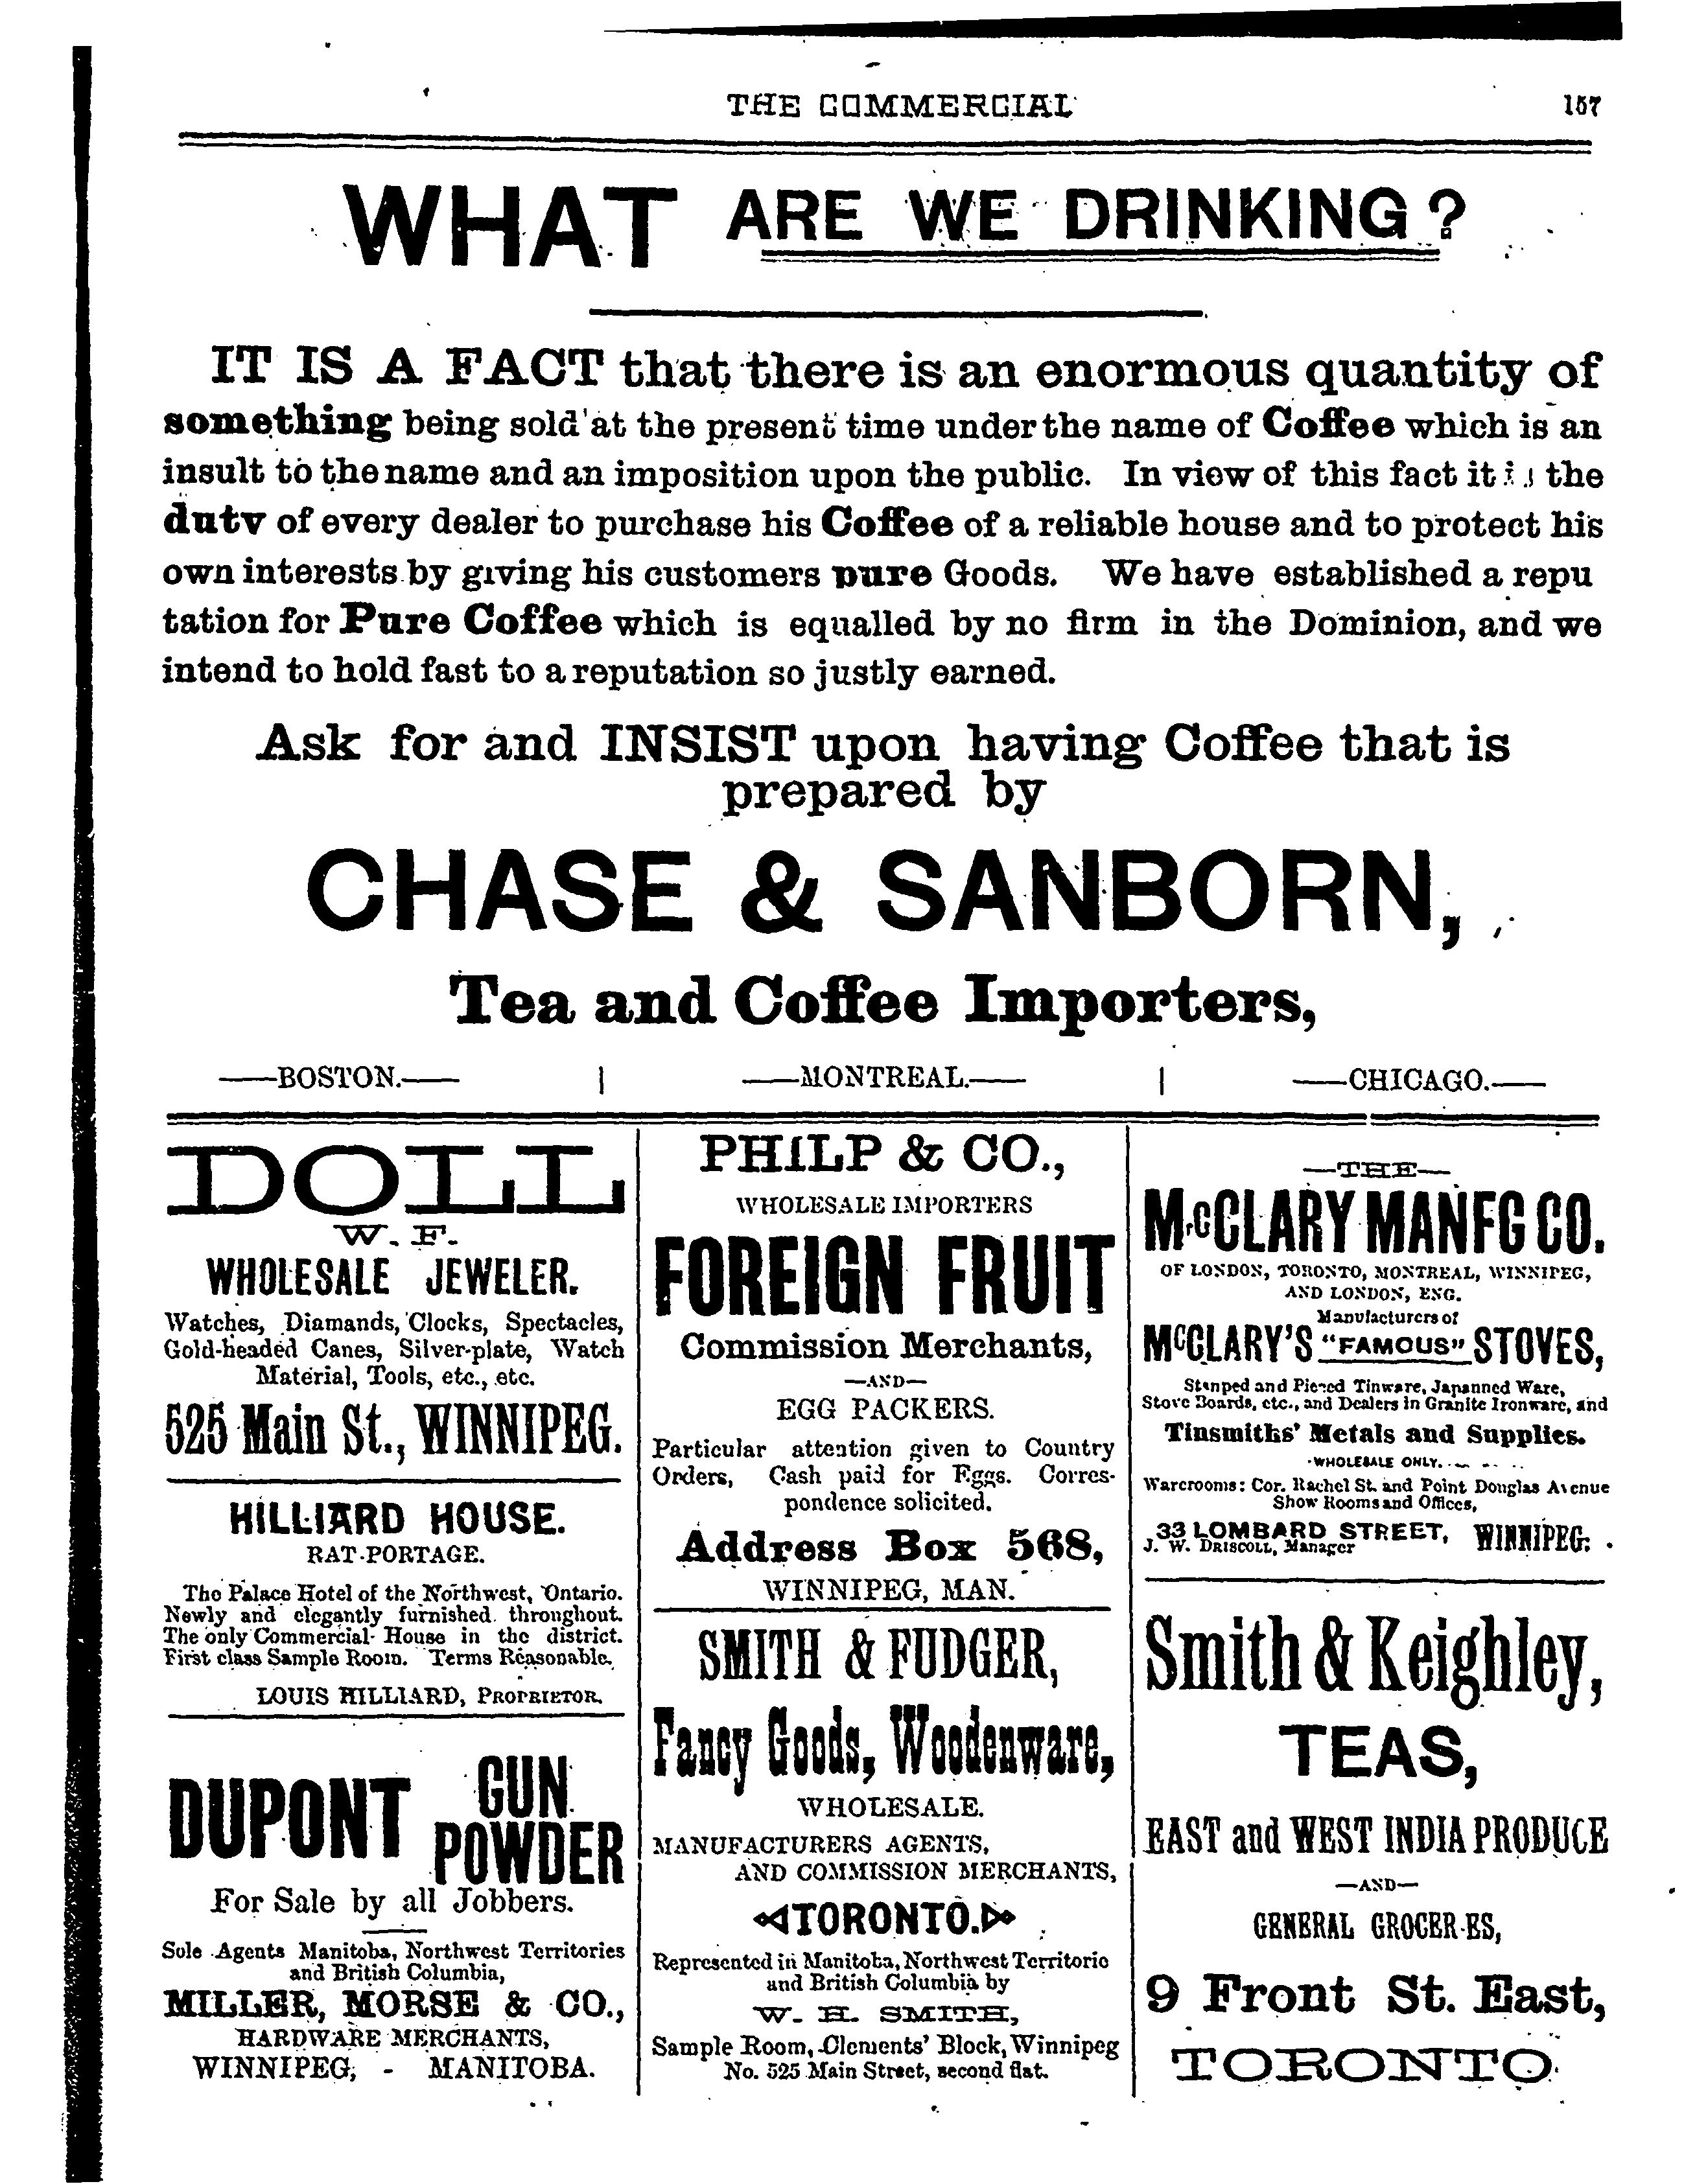 THE COMMERCIAL
157
WHAT ARE WE DRINKING?
IT IS A FACT that there is an enormous quantity of
something being sold at the present time under the name of Coffee which is an
insult to the name and an imposition upon the public. In view of this fact it is the
duty of every dealer to purchase his Coffee of a reliable house and to protect his
own interests by giving his customers pure Goods. We have established a repu
tation for Pure Coffee which is equalled by no firm in the Dominion, and we
intend to hold fast to a reputation so justly earned.
Ask for and INSIST upon having Coffee that is
prepared by
CHASE & SANBORN,
Tea and Coffee Importers,
—BOSTON.— | —MONTREAL.— | —CHICAGO.—
DOLL
W. F.
WHOLESALE JEWELER.
Watches, Diamands, Clocks, Spectacles,
Gold-headed Canes, Silver-plate, Watch
Material, Tools, etc., etc.
525 Main St., WINNIPEG.
HILLIARD HOUSE.
RAT-PORTAGE.
The Palace Hotel of the Northwest, Ontario.
Newly and elegantly furnished throughout.
The only Commercial House in the district.
First class Sample Room. Terms Reasonable.
LOUIS HILLIARD, PROPRIETOR.
DUPONT GUN
POWDER
For Sale by all Jobbers.
Sole Agents Manitoba, Northwest Territories
and British Columbia,
MILLER, MORSE & CO.,
HARDWARE MERCHANTS,
WINNIPEG, - MANITOBA.
PHILP & CO.,
WHOLESALE IMPORTERS
FOREIGN FRUIT
Commission Merchants,
—AND—
EGG PACKERS.
Particular attention given to Country
Orders, Cash paid for Eggs. Corres-
pondence solicited.
Address Box 568,
WINNIPEG, MAN.
SMITH & FUDGER,
Fancy Goods, Woodenware,
WHOLESALE.
MANUFACTURERS AGENTS,
AND COMMISSION MERCHANTS,
TORONTO.
Represented in Manitoba, Northwest Territorie
and British Columbia by
W. H. SMITH,
Sample Room, Clements' Block, Winnipeg
No. 525 Main Street, second flat.
—THE—
McCLARY MANFG CO.
OF LONDON, TORONTO, MONTREAL, WINNIPEG,
AND LONDON, ENG.
Manufacturers of
McCLARY'S "FAMOUS" STOVES,
Stamped and Pierced Tinware, Japanned Ware,
Stove Boards, etc., and Dealers in Granite Ironware, and
Tinsmiths' Metals and Supplies.
WHOLESALE ONLY.
Warerooms: Cor. Rachel St. and Point Douglas Avenue
Show Rooms and Offices,
33 LOMBARD STREET, WINNIPEG.
J. W. DRISCOLL, Manager
Smith & Keighley,
TEAS,
EAST and WEST INDIA PRODUCE
—AND—
GENERAL GROCERIES,
9 Front St. East,
TORONTO